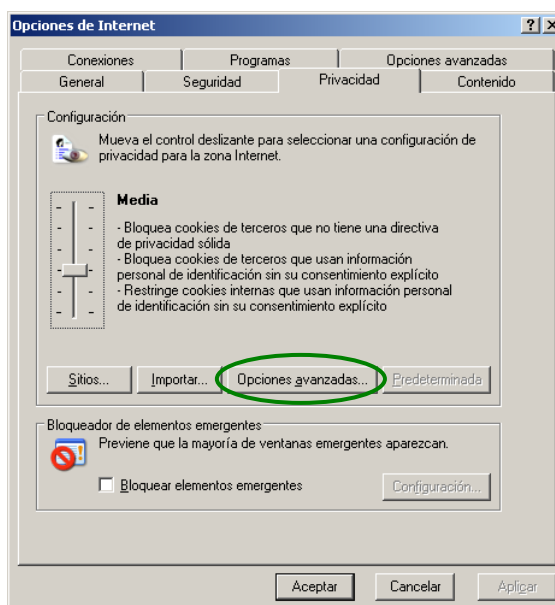 Opciones de Internet
Conexiones Programas Opciones avanzadas
General Seguridad Privacidad Contenido
Configuración
Mueva el control deslizante para seleccionar una configuración de
privacidad para la zona Internet.
Media
- Bloquea cookies de terceros que no tiene una directiva
de privacidad sólida
- Bloquea cookies de terceros que usan información
personal de identificación sin su consentimiento explícito
- Restringe cookies internas que usan información personal
de identificación sin su consentimiento explícito
Sitios... Importar... Opciones avanzadas... Predeterminada
Bloqueador de elementos emergentes
Previene que la mayoría de ventanas emergentes aparezcan.
Bloquear elementos emergentes Configuración...
Aceptar Cancelar Aplicar